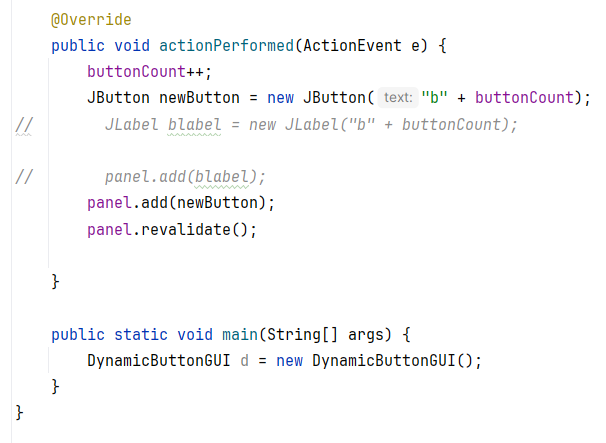 @Override
public void actionPerformed(ActionEvent e) {
buttonCount++;
JButton newButton = new JButton( text: "b" + buttonCount);
// JLabel blabel = new JLabel("b" + buttonCount);
// panel.add(blabel);
panel.add(newButton);
panel.revalidate();
}
public static void main(String[] args) {
DynamicButtonGUI d = new DynamicButtonGUI();
}
}